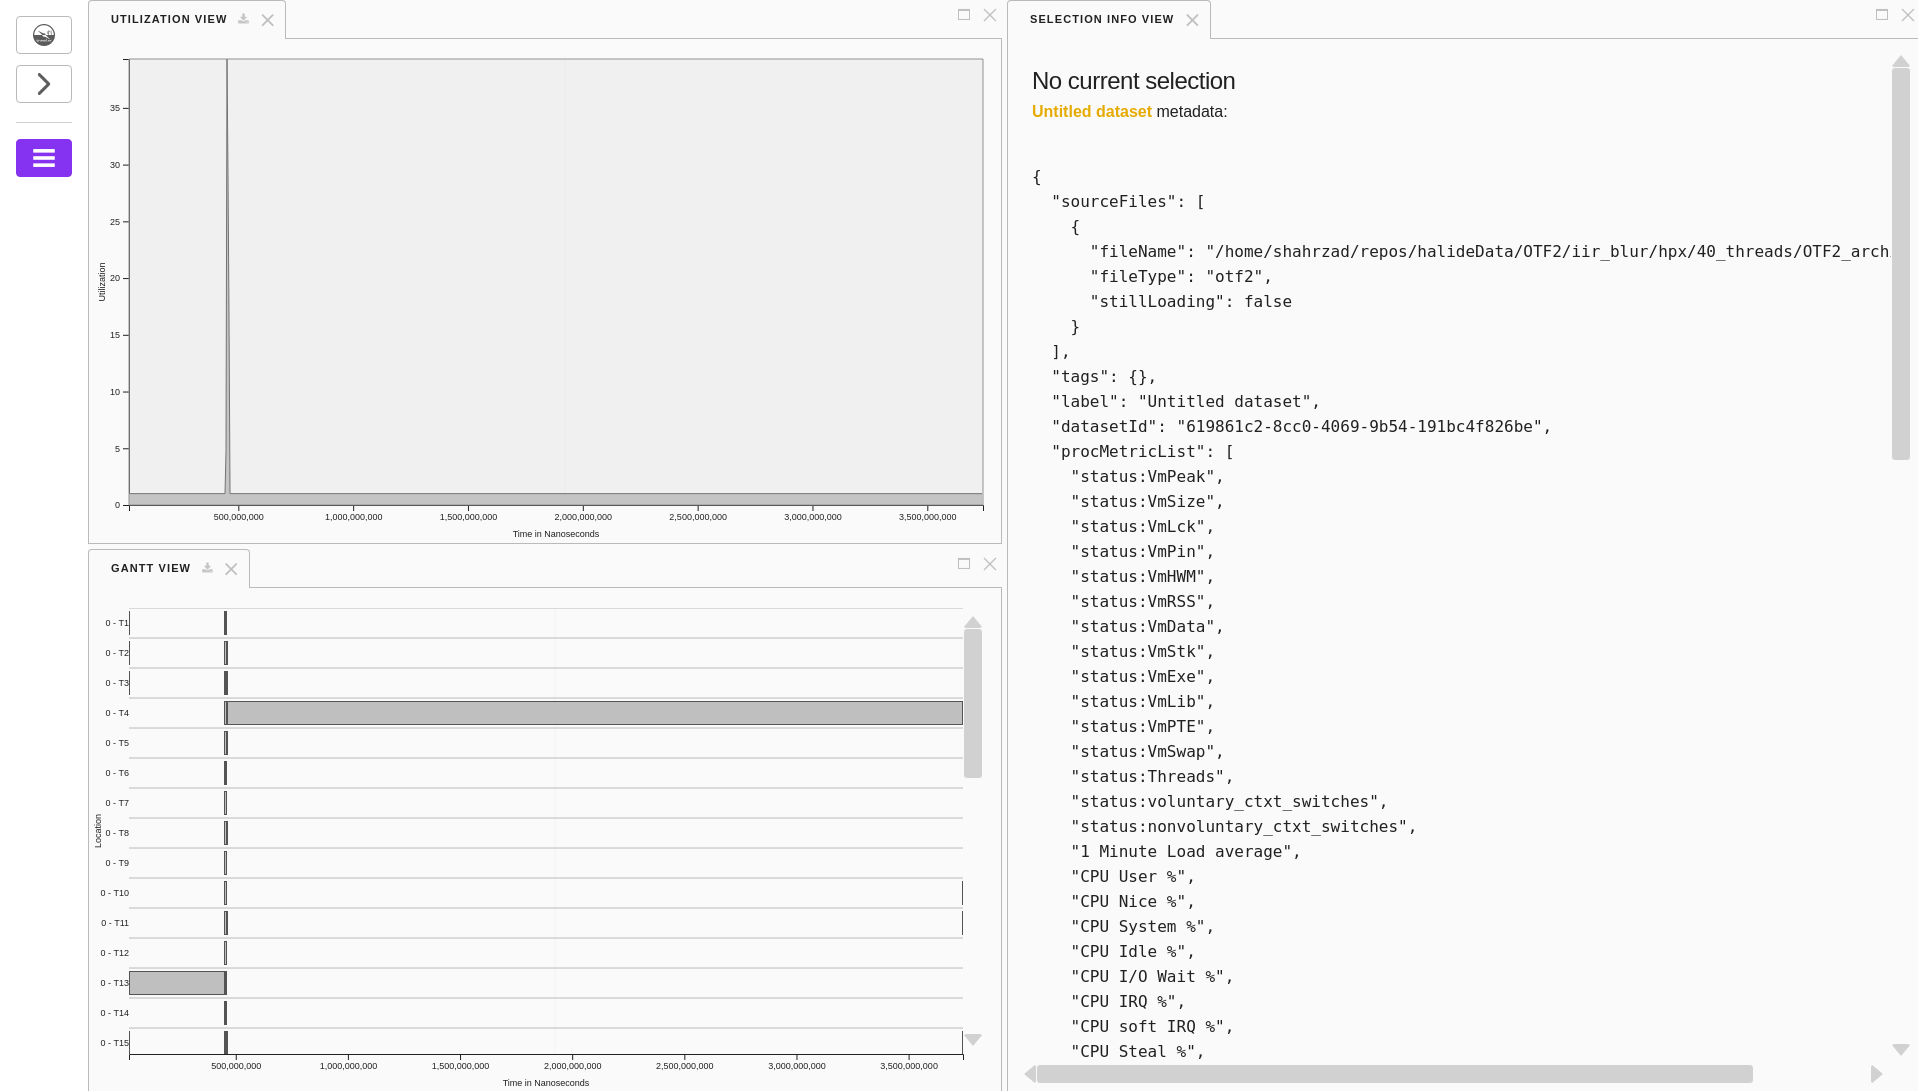 UTILIZATION VIEW
35
30
25
20
15
10
5
0
Utilization
500,000,000 1,000,000,000 1,500,000,000 2,000,000,000 2,500,000,000 3,000,000,000 3,500,000,000
Time in Nanoseconds
GANTT VIEW
0 - T1
0 - T2
0 - T3
0 - T4
0 - T5
0 - T6
0 - T7
0 - T8
0 - T9
0 - T10
0 - T11
0 - T12
0 - T13
0 - T14
0 - T15
Location
500,000,000 1,000,000,000 1,500,000,000 2,000,000,000 2,500,000,000 3,000,000,000 3,500,000,000
Time in Nanoseconds
SELECTION INFO VIEW
No current selection
Untitled dataset metadata:
{
"sourceFiles": [
{
"fileName": "/home/shahrzad/repos/halideData/OTF2/iir_blur/hpx/40_threads/OTF2_arch
"fileType": "otf2",
"stillLoading": false
}
],
"tags": {},
"label": "Untitled dataset",
"datasetId": "619861c2-8cc0-4069-9b54-191bc4f826be",
"procMetricList": [
"status:VmPeak",
"status:VmSize",
"status:VmLck",
"status:VmPin",
"status:VmHWM",
"status:VmRSS",
"status:VmData",
"status:VmStk",
"status:VmExe",
"status:VmLib",
"status:VmPTE",
"status:VmSwap",
"status:Threads",
"status:voluntary_ctxt_switches",
"status:nonvoluntary_ctxt_switches",
"1 Minute Load average",
"CPU User %",
"CPU Nice %",
"CPU System %",
"CPU Idle %",
"CPU I/O Wait %",
"CPU IRQ %",
"CPU soft IRQ %",
"CPU Steal %",